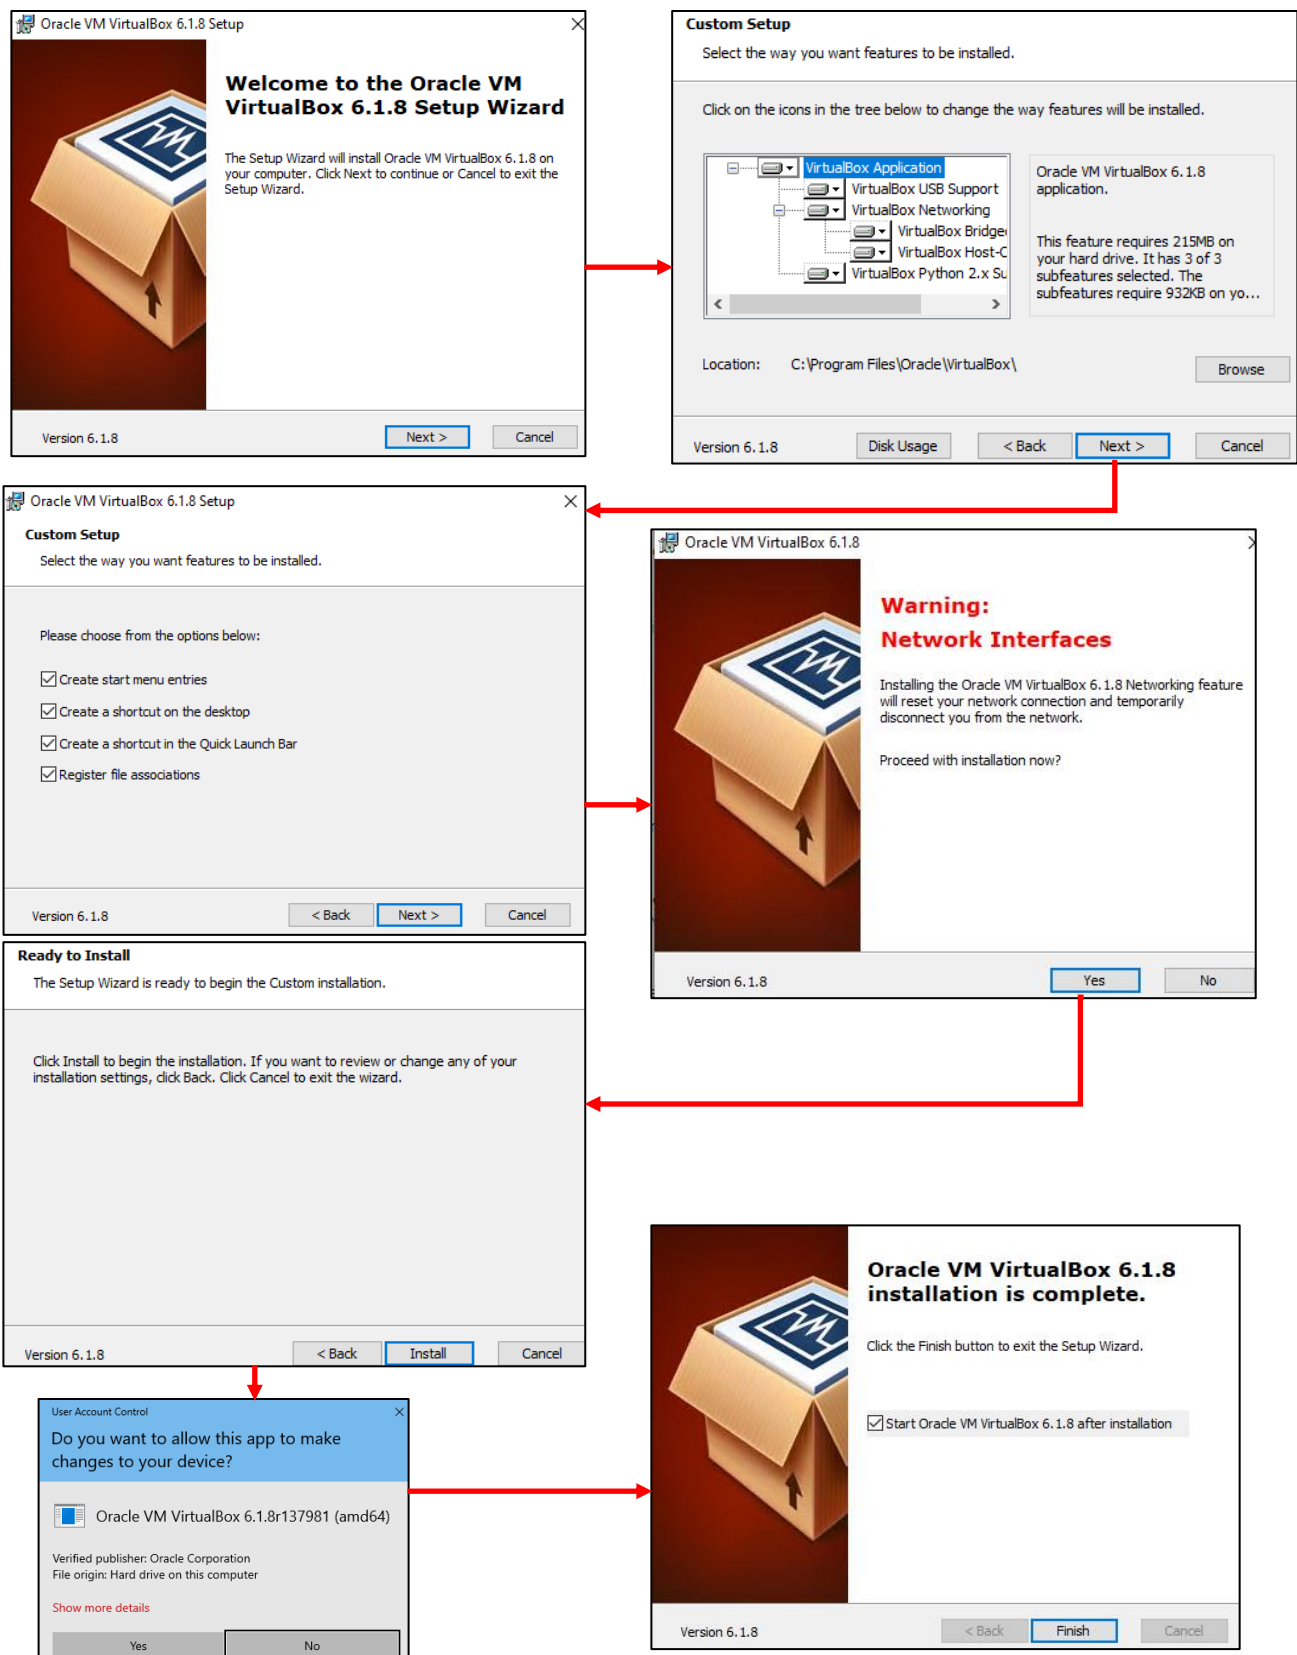 Oracle VM VirtualBox 6.1.8 Setup
Welcome to the Oracle VM
VirtualBox 6.1.8 Setup Wizard
The Setup Wizard will install Oracle VM VirtualBox 6.1.8 on
your computer. Click Next to continue or Cancel to exit the
Setup Wizard.
Version 6.1.8
Next >
Cancel
Custom Setup
Select the way you want features to be installed.
Click on the icons in the tree below to change the way features will be installed.
VirtualBox Application
VirtualBox USB Support
VirtualBox Networking
VirtualBox Bridge
VirtualBox Host-C
VirtualBox Python 2.x Su
Oracle VM VirtualBox 6.1.8
application.
This feature requires 215MB on
your hard drive. It has 3 of 3
subfeatures selected. The
subfeatures require 932KB on yo...
Location: C:\Program Files\Oracle\VirtualBox\
Browse
Version 6.1.8
Disk Usage
< Back
Next >
Cancel
Oracle VM VirtualBox 6.1.8 Setup
Custom Setup
Select the way you want features to be installed.
Please choose from the options below:
Create start menu entries
Create a shortcut on the desktop
Create a shortcut in the Quick Launch Bar
Register file associations
Version 6.1.8
< Back
Next >
Cancel
Oracle VM VirtualBox 6.1.8
Warning:
Network Interfaces
Installing the Oracle VM VirtualBox 6.1.8 Networking feature
will reset your network connection and temporarily
disconnect you from the network.
Proceed with installation now?
Version 6.1.8
Yes
No
Ready to Install
The Setup Wizard is ready to begin the Custom installation.
Click Install to begin the installation. If you want to review or change any of your
installation settings, click Back. Click Cancel to exit the wizard.
Version 6.1.8
< Back
Install
Cancel
User Account Control
Do you want to allow this app to make
changes to your device?
Oracle VM VirtualBox 6.1.8r137981 (amd64)
Verified publisher: Oracle Corporation
File origin: Hard drive on this computer
Show more details
Yes
No
Oracle VM VirtualBox 6.1.8
installation is complete.
Click the Finish button to exit the Setup Wizard.
Start Oracle VM VirtualBox 6.1.8 after installation
Version 6.1.8
< Back
Finish
Cancel